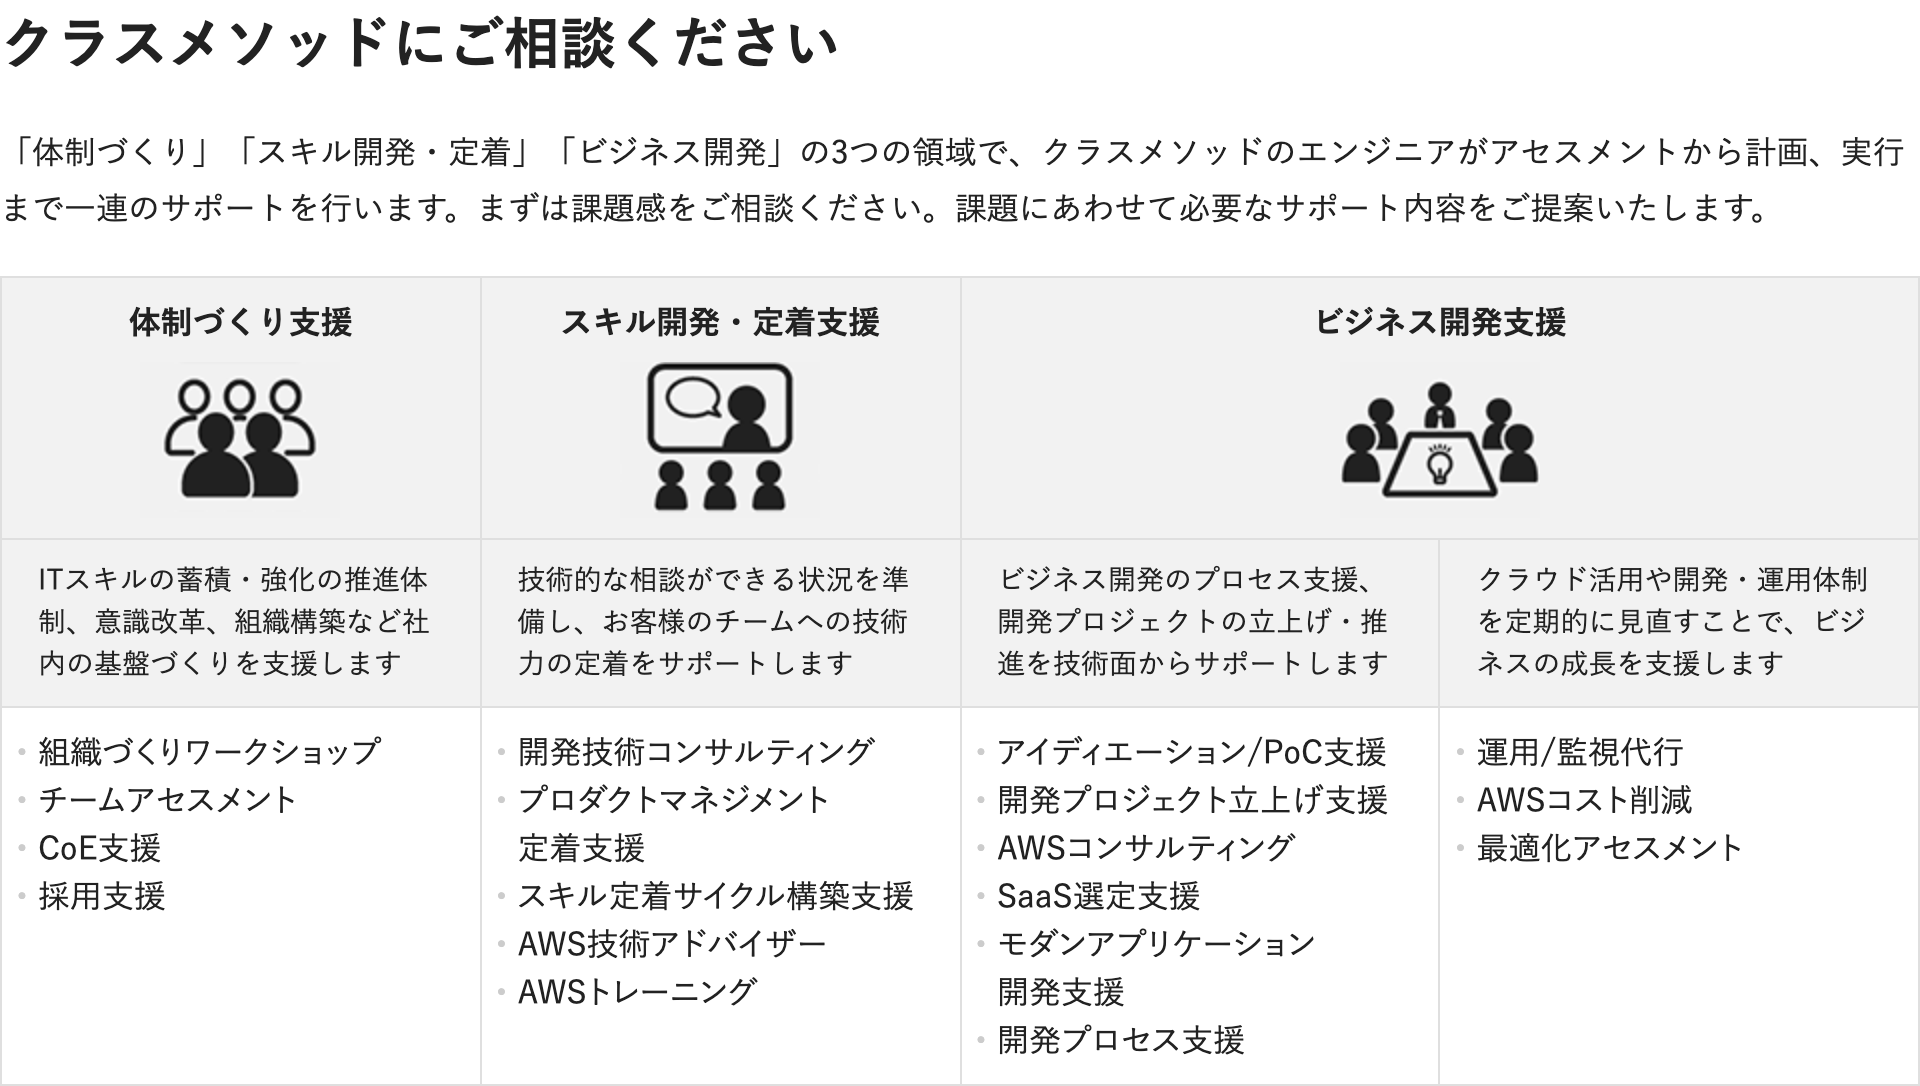 クラスメソッドにご相談ください
「体制づくり」「スキル開発・定着」「ビジネス開発」の3つの領域で、クラスメソッドのエンジニアがアセスメントから計画、実行
まで一連のサポートを行います。まずは課題感をご相談ください。課題にあわせて必要なサポート内容をご提案いたします。
体制づくり支援
スキル開発・定着支援
ビジネス開発支援
ITスキルの蓄積・強化の推進体
制、意識改革、組織構築など社
内の基盤づくりを支援します
技術的な相談ができる状況を準
備し、お客様のチームへの技術
力の定着をサポートします
ビジネス開発のプロセス支援、
開発プロジェクトの立上げ・推
進を技術面からサポートします
クラウド活用や開発・運用体制
を定期的に見直すことで、ビジ
ネスの成長を支援します
・組織づくりワークショップ
・チームアセスメント
・CoE支援
・採用支援
・開発技術コンサルティング
・プロダクトマネジメント
定着支援
・スキル定着サイクル構築支援
・AWS技術アドバイザー
・AWSトレーニング
・アイディエーション/PoC支援
・開発プロジェクト立上げ支援
・AWSコンサルティング
・SaaS選定支援
・モダンアプリケーション
開発支援
・開発プロセス支援
・運用/監視代行
・AWSコスト削減
・最適化アセスメント